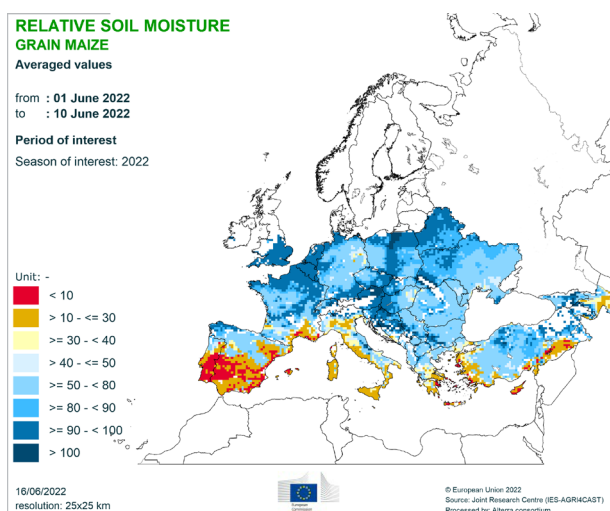 RELATIVE SOIL MOISTURE
GRAIN MAIZE
Averaged values
from : 01 June 2022
to : 10 June 2022
Period of interest
Season of interest: 2022
Unit: -
< 10
> 10 - <= 30
>= 30 - < 40
> 40 - <= 50
>= 50 - < 80
>= 80 - < 90
>= 90 - < 100
> 100
16/06/2022
resolution: 25x25 km
European
Commission
© European Union 2022
Source: Joint Research Centre (IES-AGRI4CAST)
Processed by: Alterra consortium